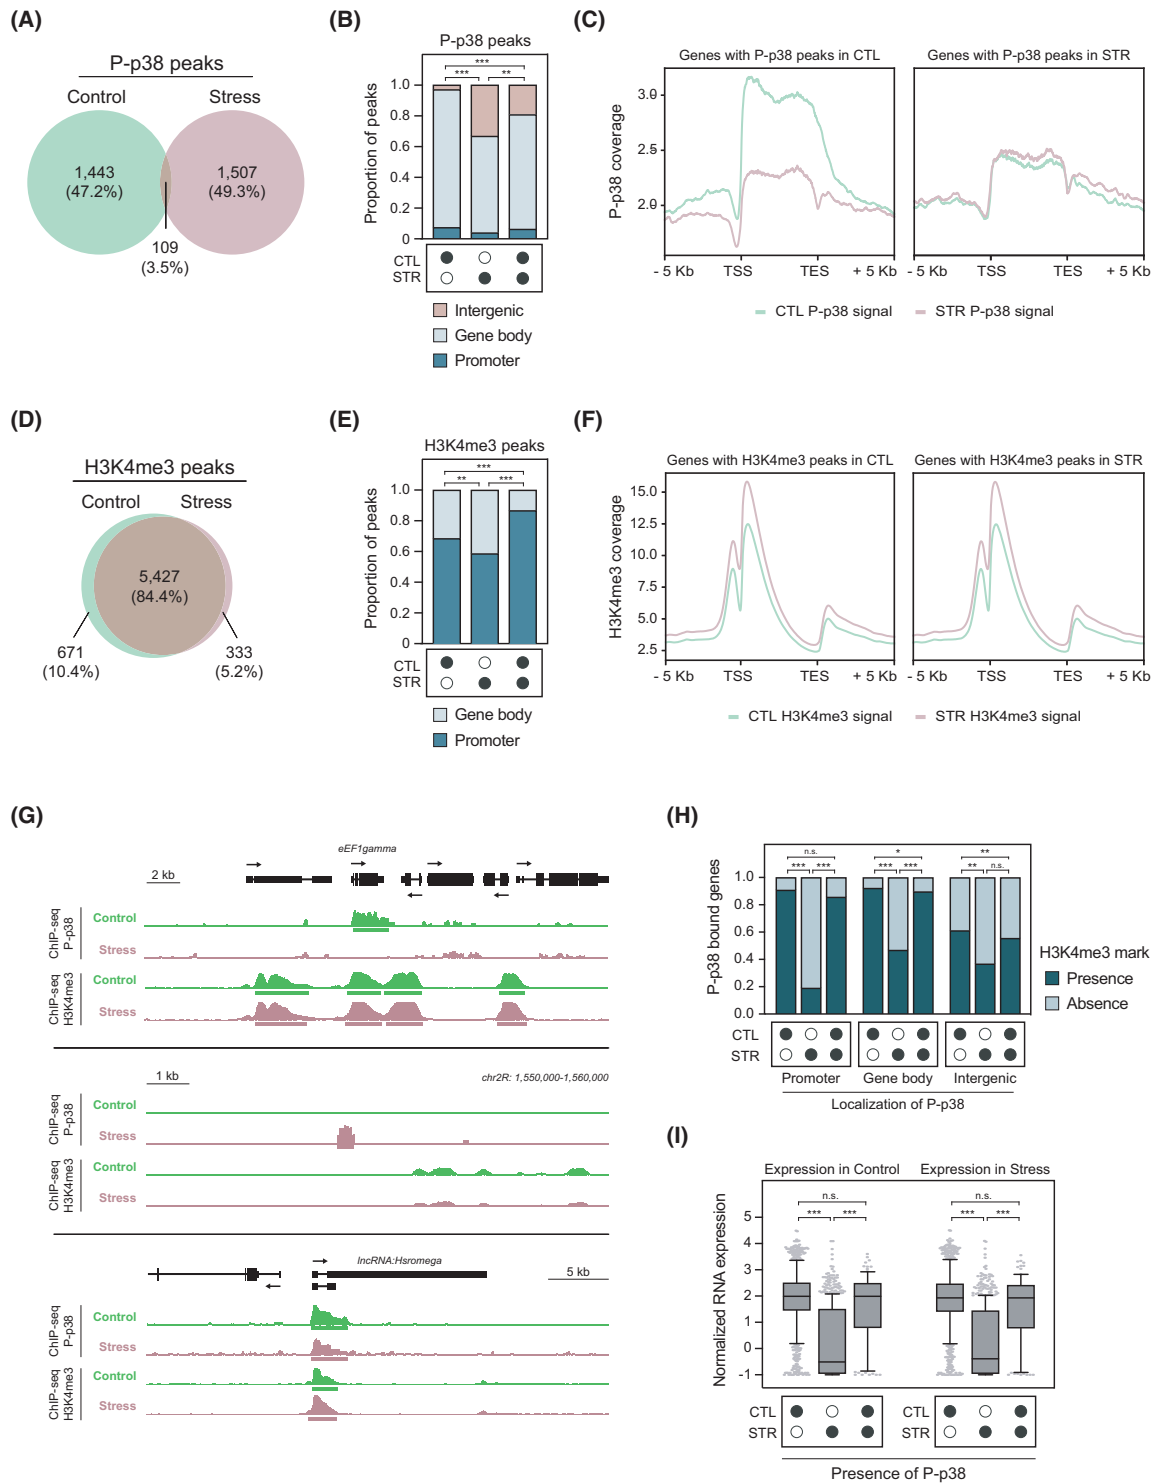 (A)
P-p38 peaks
Control
Stress
1,443
(47.2%)
1,507
(49.3%)
109
(3.5%)
(B)
P-p38 peaks
***
***
**
Proportion of peaks
1.0
0.8
0.6
0.4
0.2
0
CTL
STR
Intergenic
Gene body
Promoter
(C)
Genes with P-p38 peaks in CTL
Genes with P-p38 peaks in STR
P-p38 coverage
3.0
2.5
2.0
- 5 Kb
TSS
TES
+ 5 Kb
- 5 Kb
TSS
TES
+ 5 Kb
CTL P-p38 signal
STR P-p38 signal
(D)
H3K4me3 peaks
Control
Stress
5,427
(84.4%)
671
(10.4%)
333
(5.2%)
(E)
H3K4me3 peaks
***
**
***
Proportion of peaks
1.0
0.8
0.6
0.4
0.2
0
CTL
STR
Gene body
Promoter
(F)
Genes with H3K4me3 peaks in CTL
Genes with H3K4me3 peaks in STR
H3K4me3 coverage
15.0
12.5
10.0
7.5
5.0
2.5
- 5 Kb
TSS
TES
+ 5 Kb
- 5 Kb
TSS
TES
+ 5 Kb
CTL H3K4me3 signal
STR H3K4me3 signal
(G)
eEF1gamma
2 kb
ChIP-seq
P-p38
Control
Stress
ChIP-seq
H3K4me3
Control
Stress
1 kb
chr2R: 1,550,000-1,560,000
ChIP-seq
P-p38
Control
Stress
ChIP-seq
H3K4me3
Control
Stress
lncRNA:Hsromega
5 kb
ChIP-seq
P-p38
Control
Stress
ChIP-seq
H3K4me3
Control
Stress
(H)
n.s.
***
***
*
***
***
**
**
n.s.
P-p38 bound genes
1.0
0.8
0.6
0.4
0.2
0.0
H3K4me3 mark
Presence
Absence
CTL
STR
Promoter
Gene body
Intergenic
Localization of P-p38
(I)
Expression in Control
Expression in Stress
n.s.
***
***
n.s.
***
***
Normalized RNA expression
5
4
3
2
1
0
-1
CTL
STR
CTL
STR
Presence of P-p38